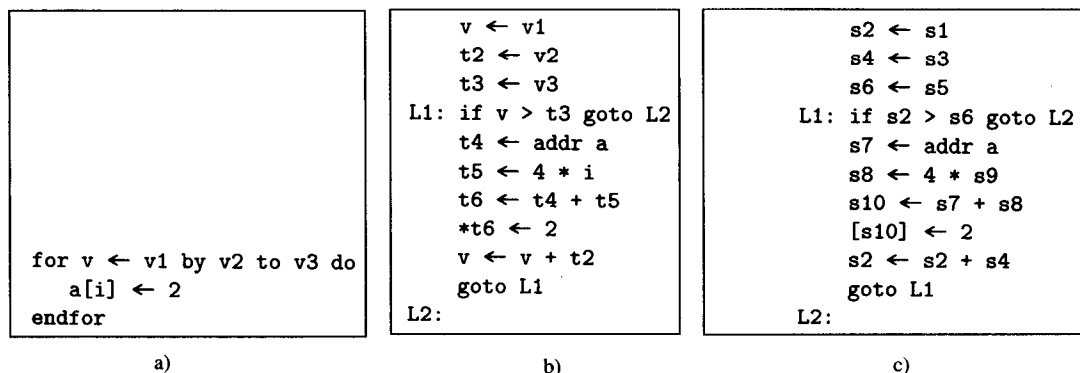 for v ← v1 by v2 to v3 do
a[i] ← 2
endfor
a)
v ← v1
t2 ← v2
t3 ← v3
L1: if v > t3 goto L2
t4 ← addr a
t5 ← 4 * i
t6 ← t4 + t5
*t6 ← 2
v ← v + t2
goto L1
L2:
b)
s2 ← s1
s4 ← s3
s6 ← s5
L1: if s2 > s6 goto L2
s7 ← addr a
s8 ← 4 * s9
s10 ← s7 + s8
[s10] ← 2
s2 ← s2 + s4
goto L1
L2:
c)